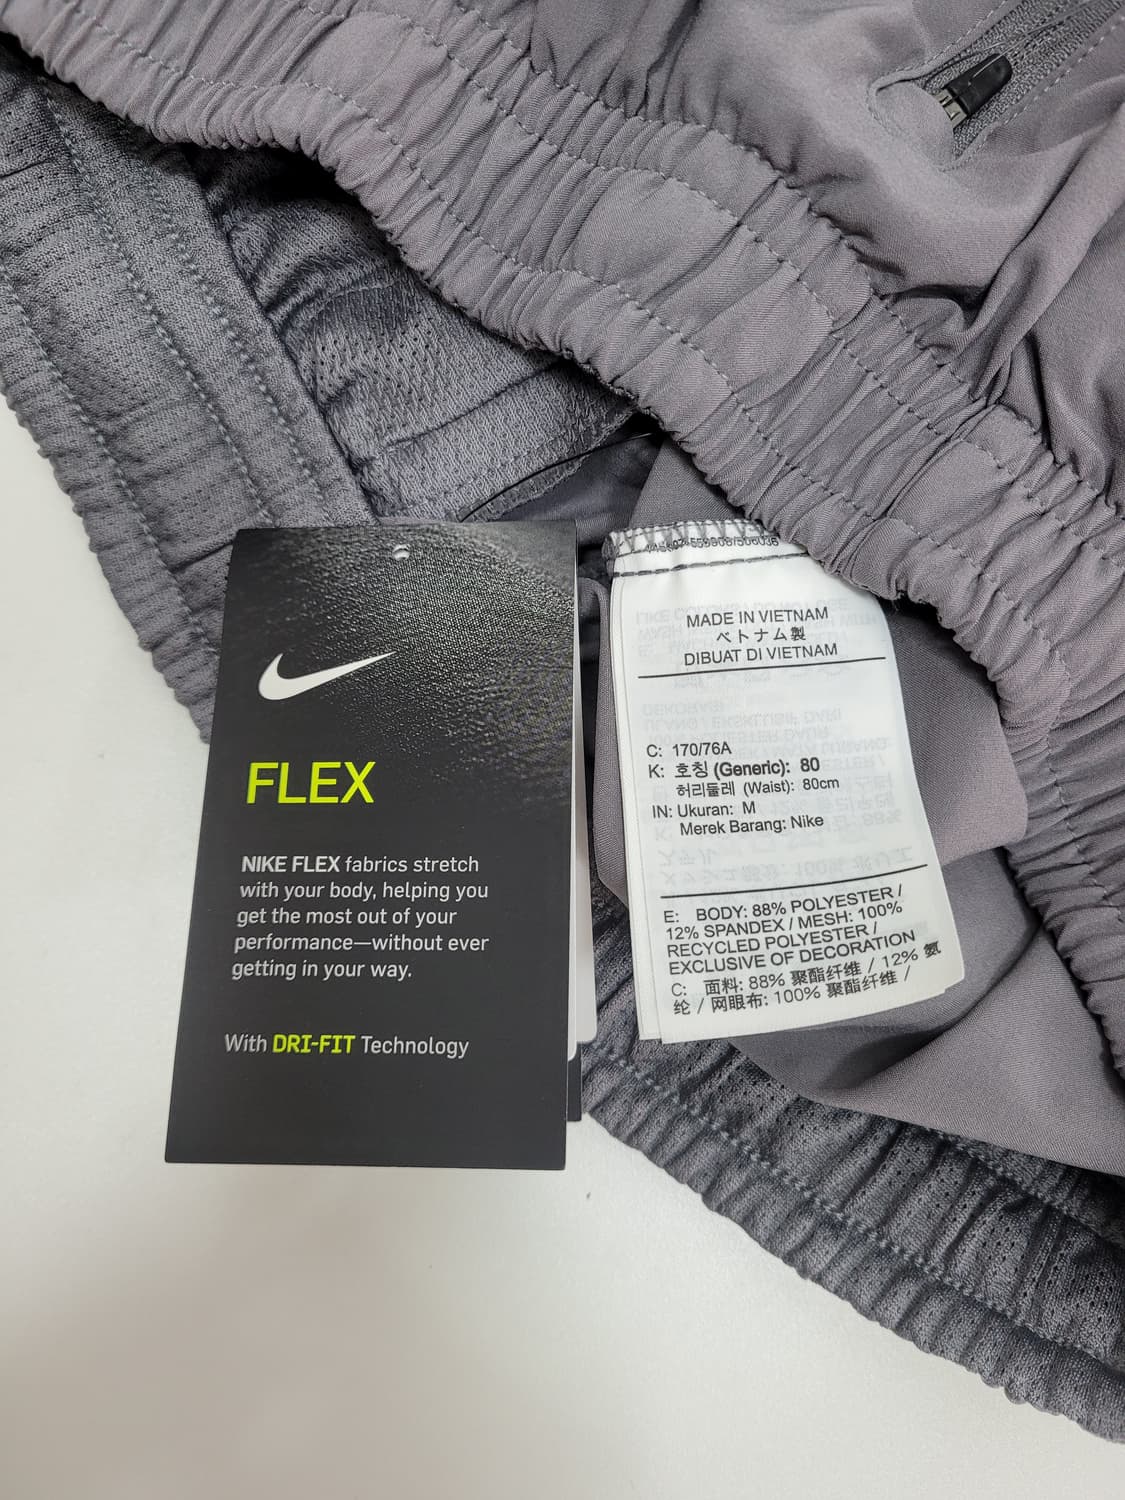 FLEX
NIKE FLEX fabrics stretch
with your body, helping you
get the most out of your
performance—without ever
getting in your way.
With DRI-FIT Technology
MADE IN VIETNAM
ベトナム製
DIBUAT DI VIETNAM
C: 170/76A
K: 호칭 (Generic): 80
허리둘레 (Waist): 80cm
IN: Ukuran: M
Merek Barang: Nike
E: BODY: 88% POLYESTER /
12% SPANDEX / MESH: 100%
RECYCLED POLYESTER /
EXCLUSIVE OF DECORATION
C: 面料: 88% 聚酯纤维 / 12% 氨
纶 / 网眼布: 100% 聚酯纤维 /